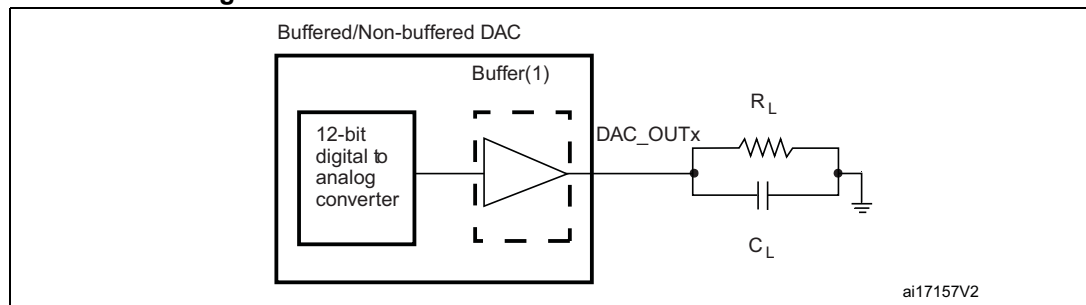 Buffered/Non-buffered DAC
Buffer(1)
12-bit
digital to
analog
converter
DAC_OUTx
R L
C L
ai17157V2